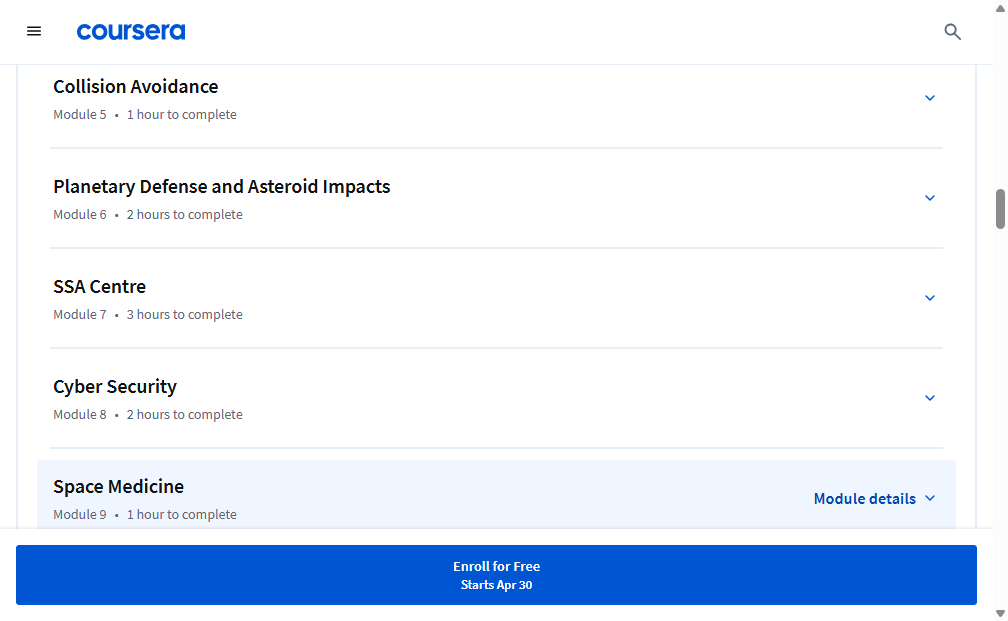 coursera
Collision Avoidance
Module 5 • 1 hour to complete
Planetary Defense and Asteroid Impacts
Module 6 • 2 hours to complete
SSA Centre
Module 7 • 3 hours to complete
Cyber Security
Module 8 • 2 hours to complete
Space Medicine
Module details
Module 9 • 1 hour to complete
Enroll for Free
Starts Apr 30